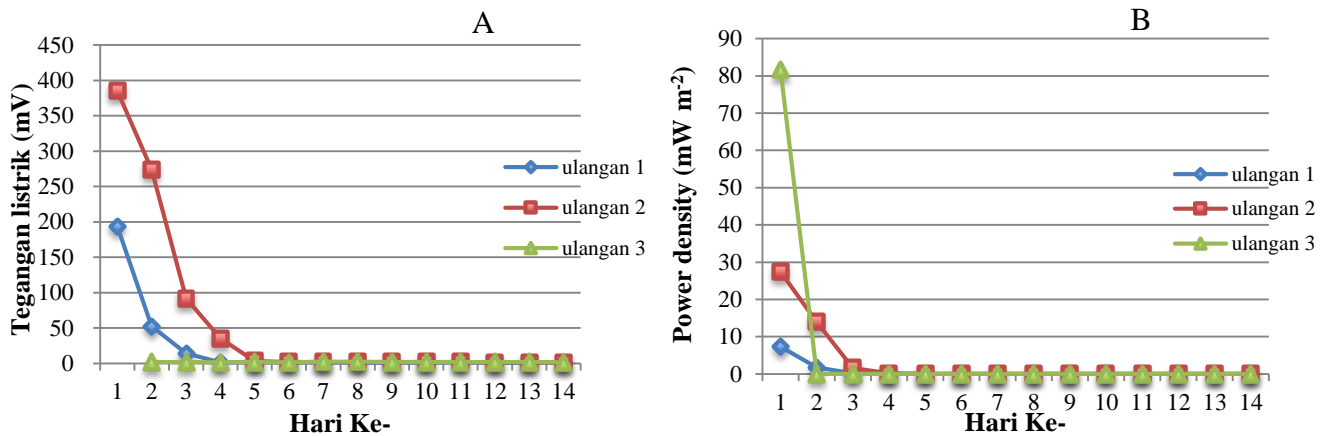 A
Tegangan listrik (mV)
450
400
350
300
250
200
150
100
50
0
1 2 3 4 5 6 7 8 9 10 11 12 13 14
Hari Ke-
ulangan 1
ulangan 2
ulangan 3
B
Power density (mW m-2)
90
80
70
60
50
40
30
20
10
0
1 2 3 4 5 6 7 8 9 10 11 12 13 14
Hari Ke-
ulangan 1
ulangan 2
ulangan 3